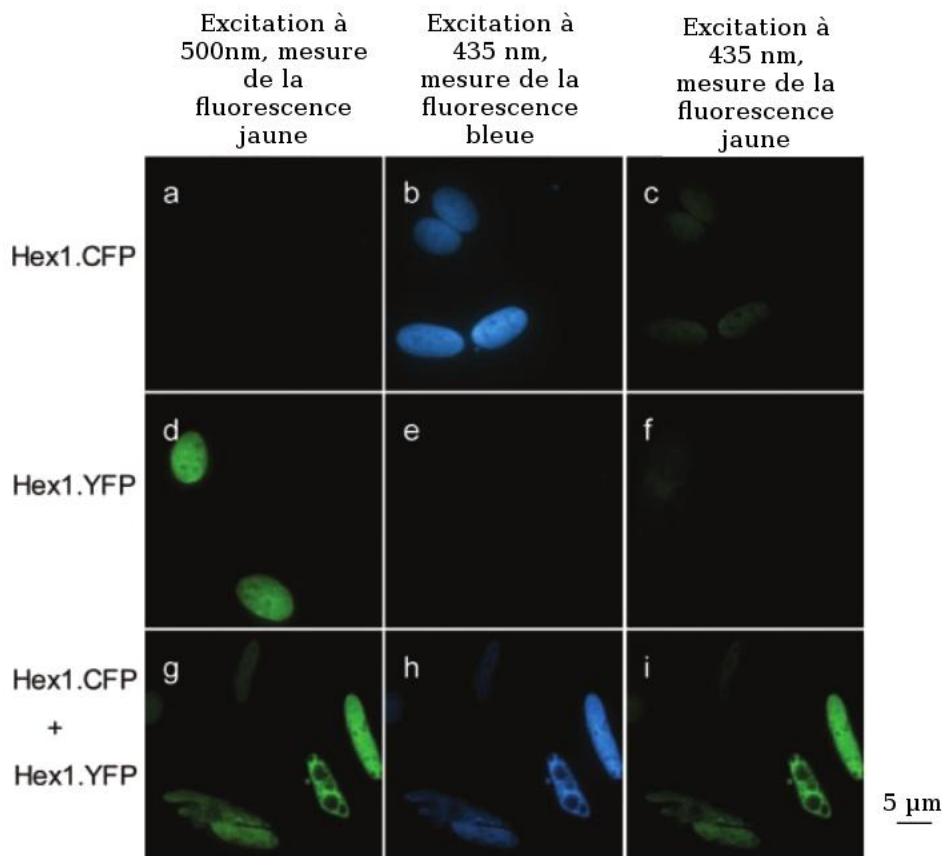 Excitation à
500nm, mesure
de la
fluorescence
jaune
Excitation à
435 nm,
mesure de la
fluorescence
bleue
Excitation à
435 nm,
mesure de la
fluorescence
jaune
Hex1.CFP
a
b
c
Hex1.YFP
d
e
f
Hex1.CFP
+
Hex1.YFP
g
h
i
5 µm